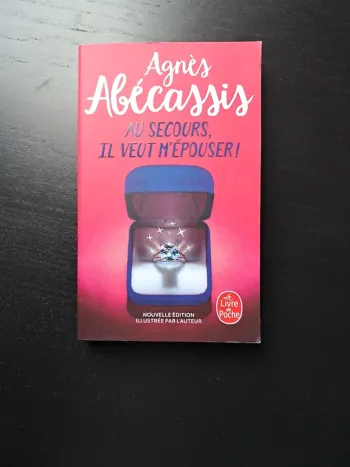 Agnès
Abécassis
AU SECOURS,
IL VEUT M'ÉPOUSER !
NOUVELLE ÉDITION
ILLUSTRÉE PAR L'AUTEUR
Le
Livre
de
Poche